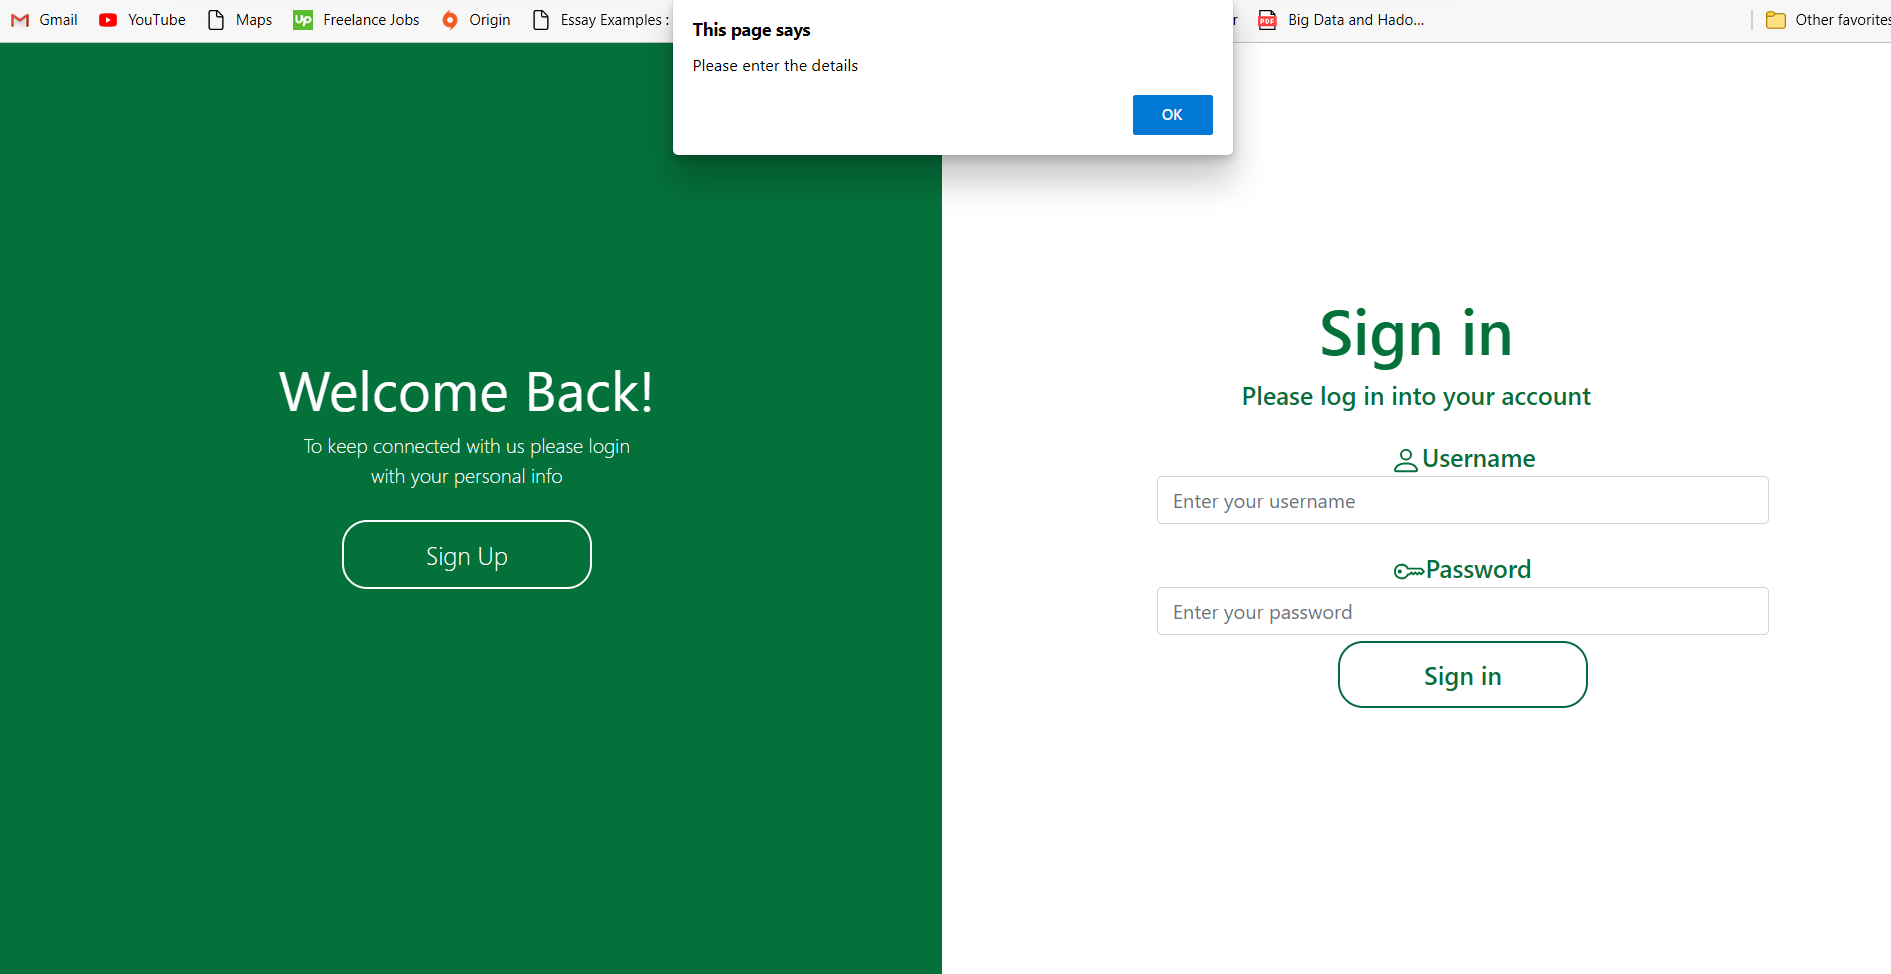 Gmail YouTube Maps Freelance Jobs Origin Essay Examples : Big Data and Hado... Other favorites
This page says
Please enter the details
OK
Welcome Back!
To keep connected with us please login
with your personal info
Sign Up
Sign in
Please log in into your account
Username
Enter your username
Password
Enter your password
Sign in